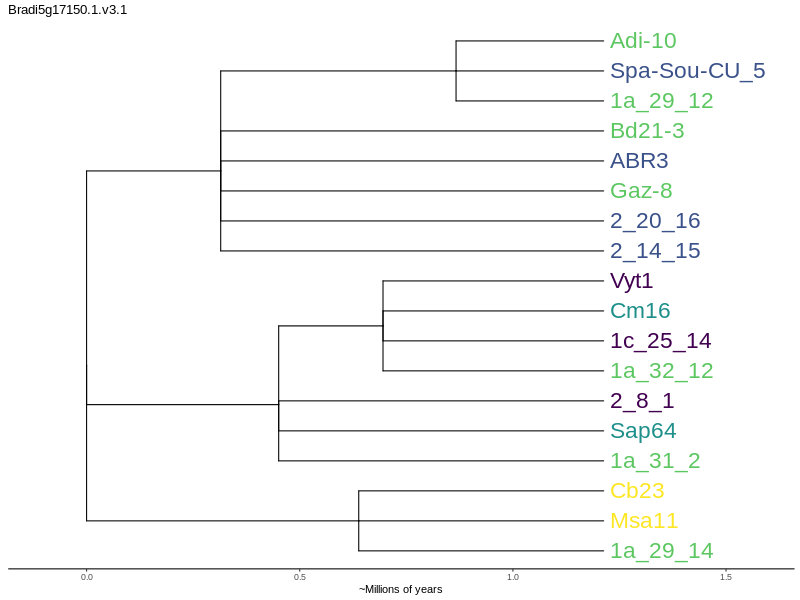 Bradi5g17150.1.v3.1
Adi-10
Spa-Sou-CU_5
1a_29_12
Bd21-3
ABR3
Gaz-8
2_20_16
2_14_15
Vyt1
Cm16
1c_25_14
1a_32_12
2_8_1
Sap64
1a_31_2
Cb23
Msa11
1a_29_14
0.0 0.5 1.0 1.5
~Millions of years